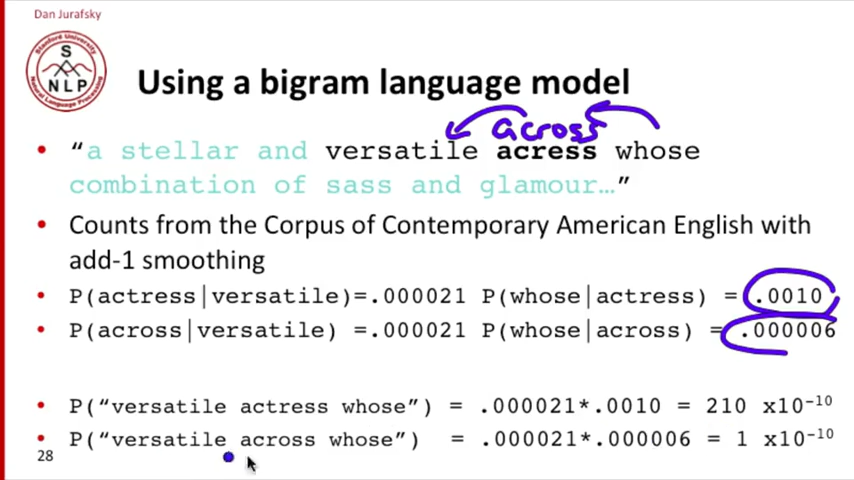 Dan Jurafsky
Stanford University
S
NLP
Natural Language Processing
Using a bigram language model
across
• “a stellar and versatile acress whose
combination of sass and glamour…”
• Counts from the Corpus of Contemporary American English with
add-1 smoothing
• P(actress|versatile)=.000021 P(whose|actress) = .0010
• P(across|versatile) =.000021 P(whose|across) = .000006
• P(“versatile actress whose”) = .000021*.0010 = 210 x10⁻¹⁰
• P(“versatile across whose”) = .000021*.000006 = 1 x10⁻¹⁰
28